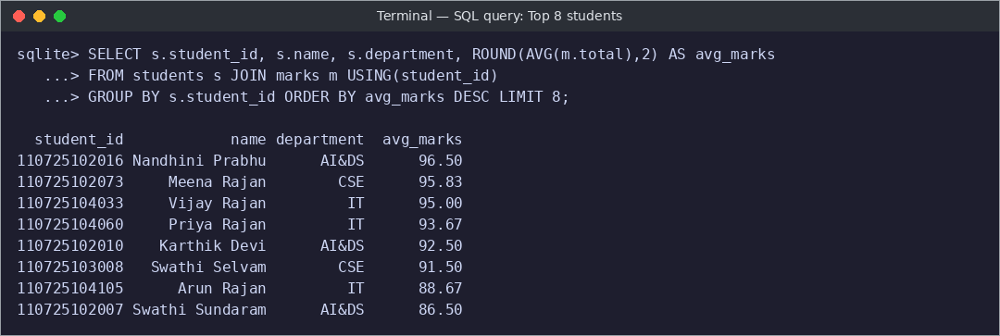 Terminal — SQL query: Top 8 students
sqlite> SELECT s.student_id, s.name, s.department, ROUND(AVG(m.total),2) AS avg_marks
   ...> FROM students s JOIN marks m USING(student_id)
   ...> GROUP BY s.student_id ORDER BY avg_marks DESC LIMIT 8;
  student_id            name department  avg_marks
110725102016 Nandhini Prabhu      AI&DS      96.50
110725102073     Meena Rajan        CSE      95.83
110725104033     Vijay Rajan         IT      95.00
110725104060     Priya Rajan         IT      93.67
110725102010    Karthik Devi      AI&DS      92.50
110725103008   Swathi Selvam        CSE      91.50
110725104105      Arun Rajan         IT      88.67
110725102007 Swathi Sundaram      AI&DS      86.50